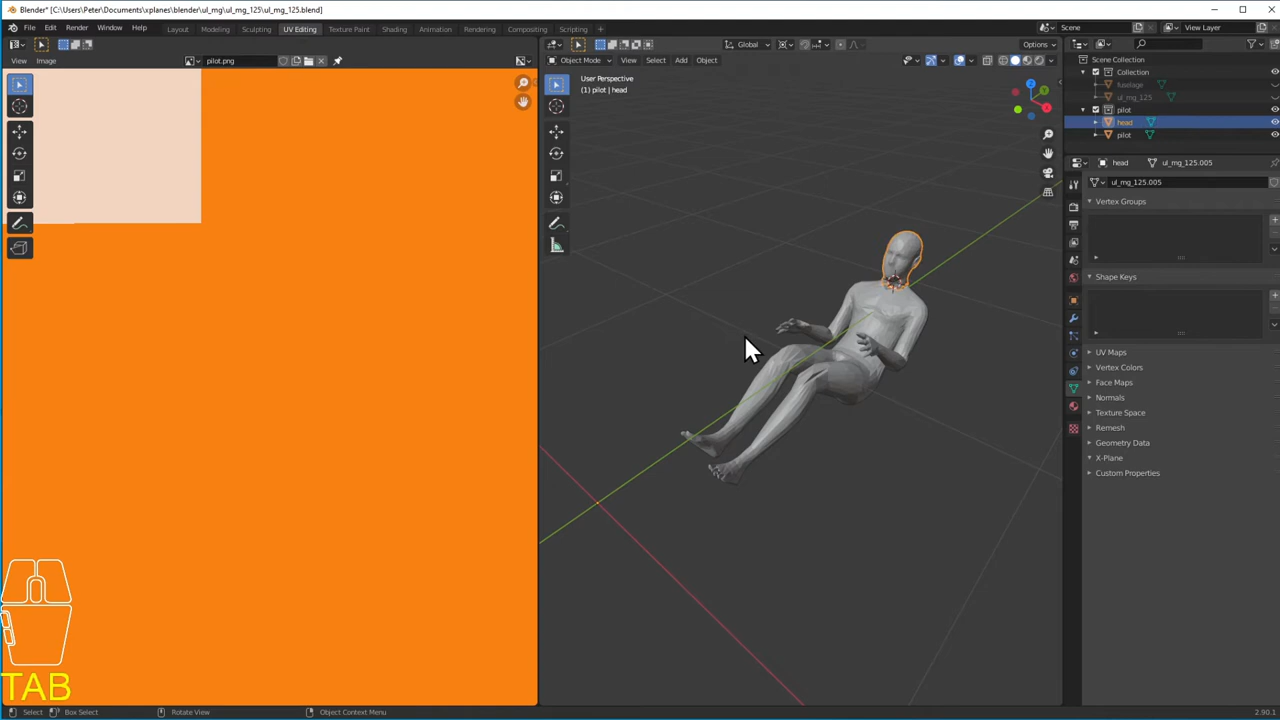 Blender* [C:\Users\Peter\Documents\xplanes\blender\ul_mg\ul_mg_125\ul_mg_125.blend]
File Edit Render Window Help Layout Modeling Sculpting UV Editing Texture Paint Shading Animation Rendering Compositing Scripting Scene View Layer
Global Options
View Image pilot.png Object Mode View Select Add Object
Scene Collection
Collection
fuselage
ul_mg_125
pilot
head
pilot
User Perspective
(1) pilot | head
X
Y
Z
head ul_mg_125.005
ul_mg_125.005
Vertex Groups
Shape Keys
UV Maps
Vertex Colors
Face Maps
Normals
Texture Space
Remesh
Geometry Data
X-Plane
Custom Properties
TAB
Select Box Select Rotate View Object Context Menu 2.90.1